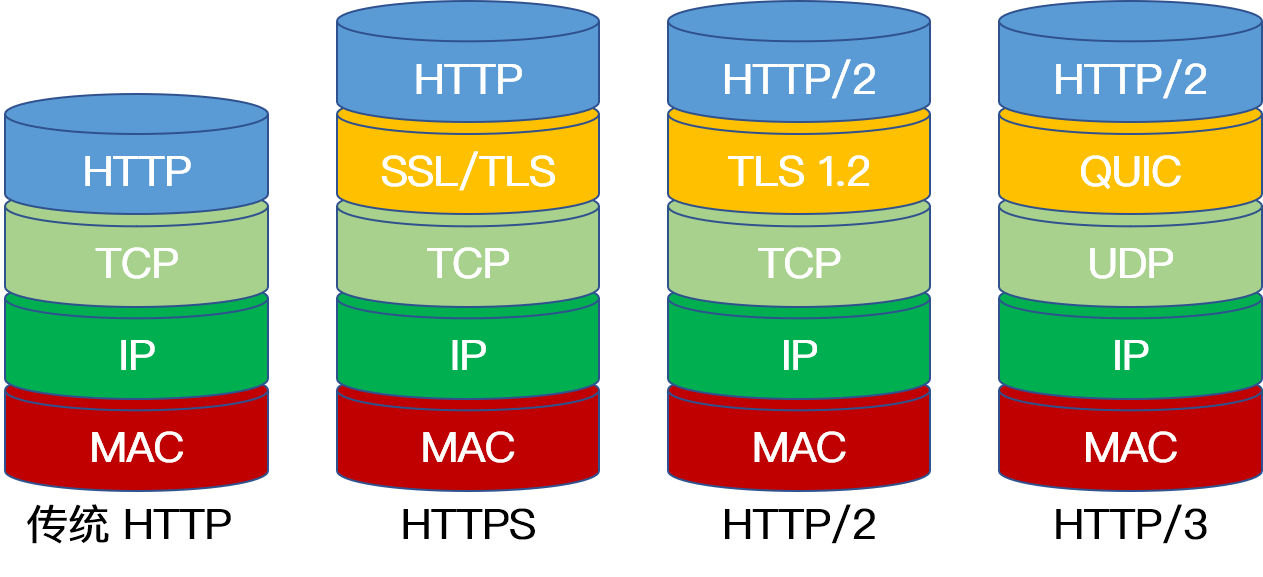 HTTP
TCP
IP
MAC
传统 HTTP
HTTP
SSL/TLS
TCP
IP
MAC
HTTPS
HTTP/2
TLS 1.2
TCP
IP
MAC
HTTP/2
HTTP/2
QUIC
UDP
IP
MAC
HTTP/3